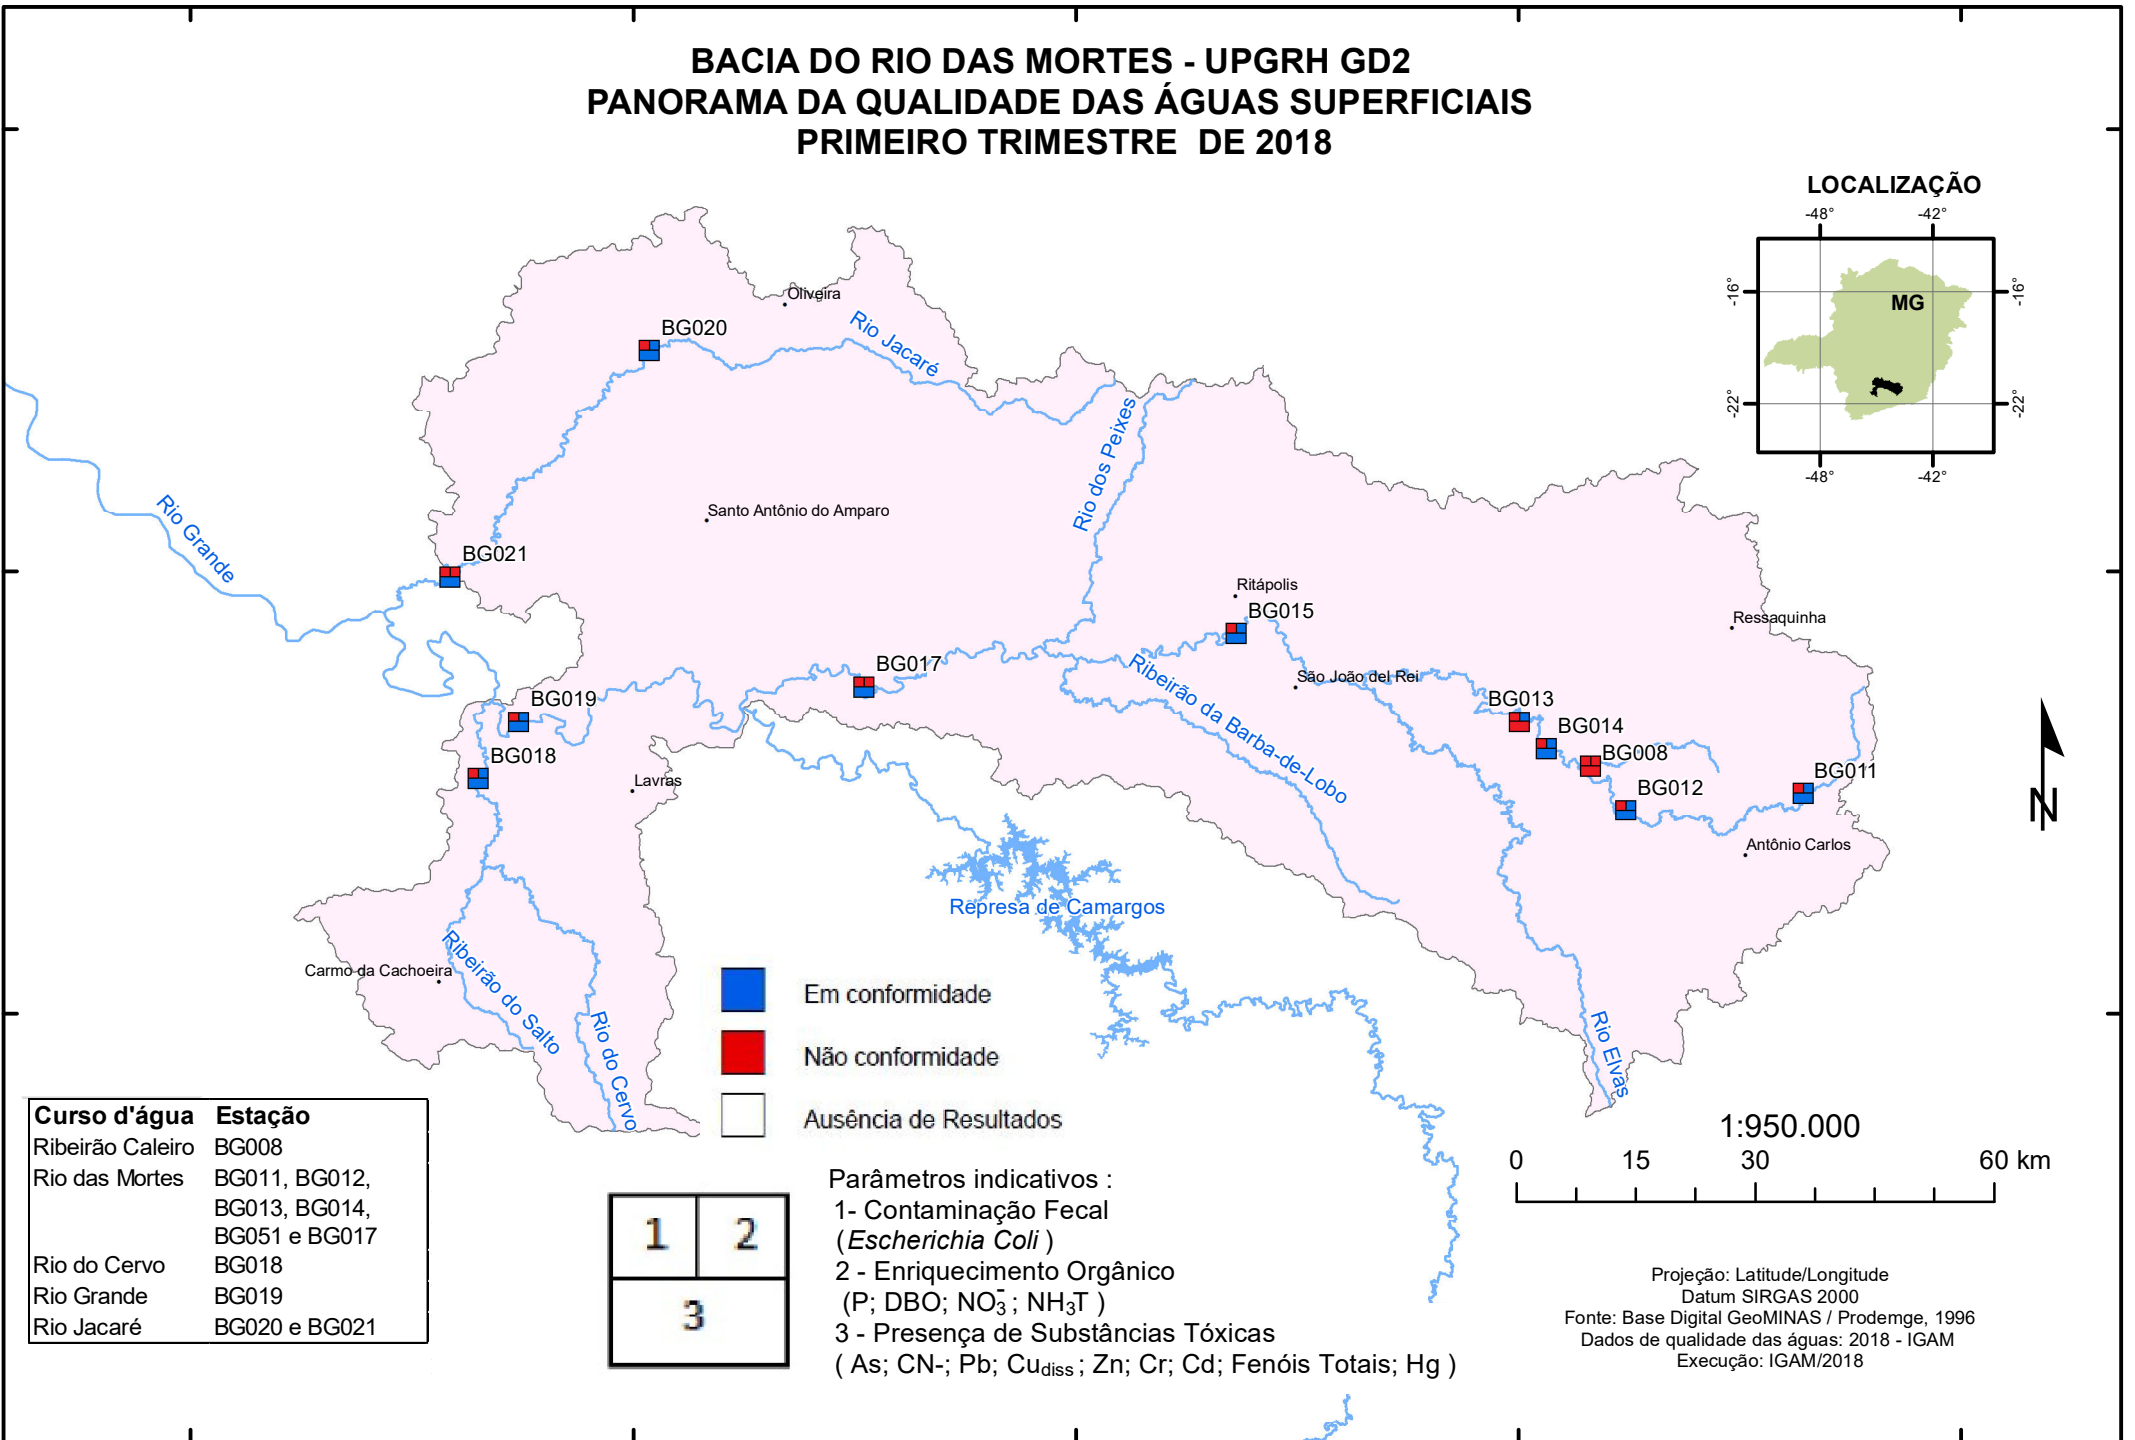 BACIA DO RIO DAS MORTES - UPGRH GD2
PANORAMA DA QUALIDADE DAS ÁGUAS SUPERFICIAIS
PRIMEIRO TRIMESTRE DE 2018
LOCALIZAÇÃO
-48° -42°
-16° MG -16°
-22° -22°
-48° -42°
Oliveira
BG020
Rio Jacaré
Rio dos Peixes
Rio Grande
Santo Antônio do Amparo
BG021
Ritápolis
BG015
Ressaquinha
BG017
Ribeirão da Barba-de-Lobo
São João del Rei
BG019
BG013
BG014
BG018
BG008
Lavras
BG011
BG012
N
Antônio Carlos
Represa de Camargos
Carmo da Cachoeira
Ribeirão do Salto
Rio do Cervo
Rio Elvas
Em conformidade
Não conformidade
Ausência de Resultados
Curso d'água Estação
Ribeirão Caleiro BG008
Rio das Mortes BG011, BG012,
BG013, BG014,
BG051 e BG017
Rio do Cervo BG018
Rio Grande BG019
Rio Jacaré BG020 e BG021
1 2
3
Parâmetros indicativos :
1- Contaminação Fecal
(Escherichia Coli )
2 - Enriquecimento Orgânico
(P; DBO; NO₃⁻; NH₃T )
3 - Presença de Substâncias Tóxicas
( As; CN-; Pb; Cudiss ; Zn; Cr; Cd; Fenóis Totais; Hg )
1:950.000
0 15 30 60 km
Projeção: Latitude/Longitude
Datum SIRGAS 2000
Fonte: Base Digital GeoMINAS / Prodemge, 1996
Dados de qualidade das águas: 2018 - IGAM
Execução: IGAM/2018